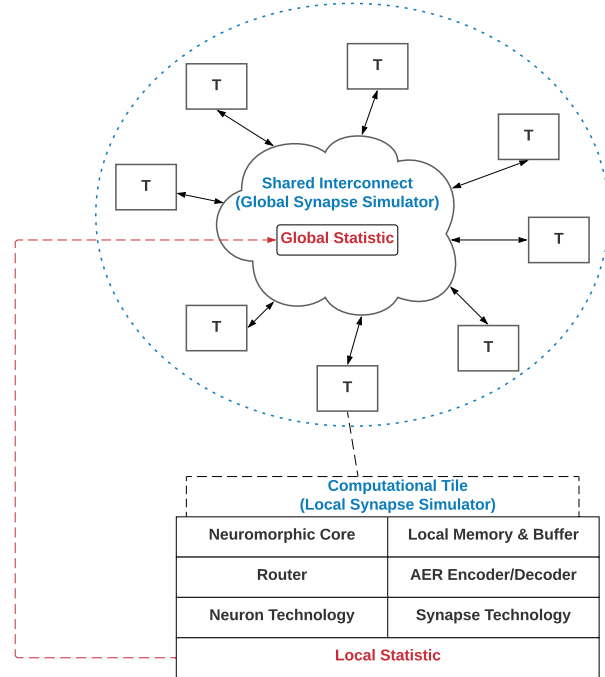 T
T
T
T
Shared Interconnect
(Global Synapse Simulator)
Global Statistic
T
T
T
T
Computational Tile
(Local Synapse Simulator)
Neuromorphic Core
Local Memory & Buffer
Router
AER Encoder/Decoder
Neuron Technology
Synapse Technology
Local Statistic